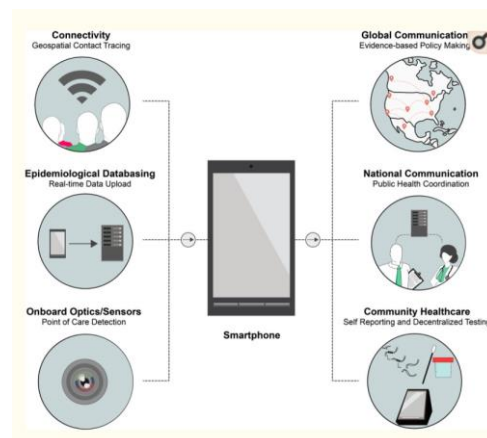 Connectivity
Geospatial Contact Tracing
Global Communication
Evidence-based Policy Making
Epidemiological Databasing
Real-time Data Upload
National Communication
Public Health Coordination
Onboard Optics/Sensors
Point of Care Detection
Smartphone
Community Healthcare
Self Reporting and Decentralized Testing